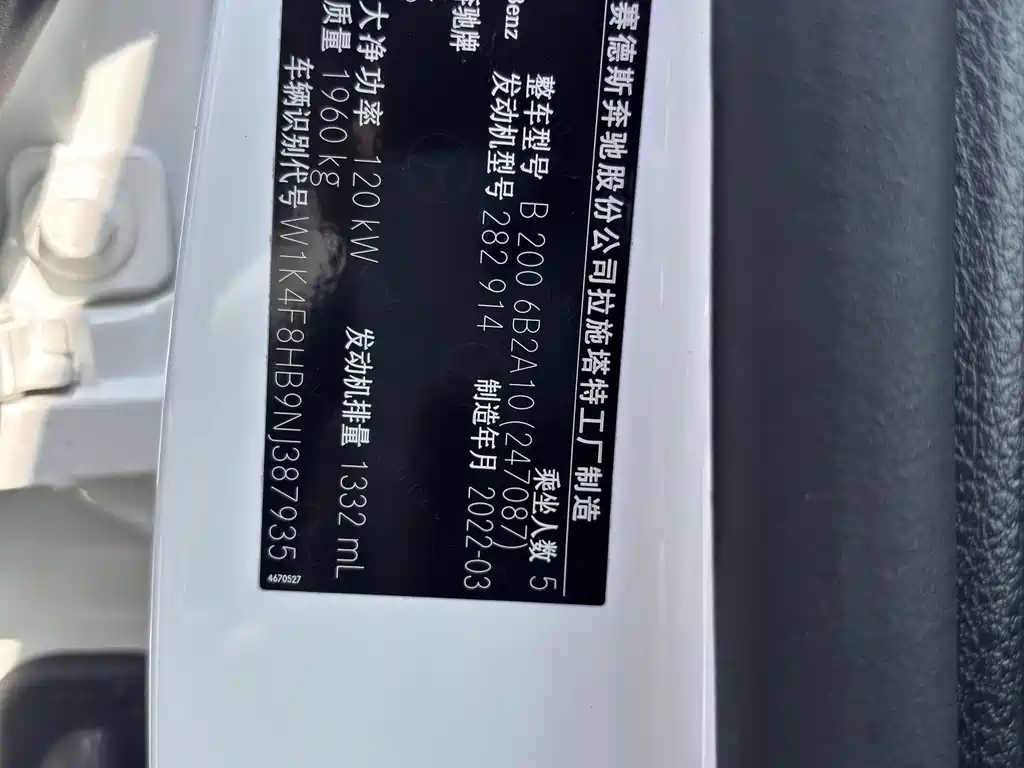 赛德斯奔驰股份公司拉施塔特工厂制造
乘坐人数 5
整车型号 B 200 6B2A10(247087)
Benz 发动机型号 282 914 制造年月 2022-03
奔驰牌
大净功率 120 kW 发动机排量 1332 mL
质量 1960 kg
车辆识别代号 W1K4F8HB9NJ387935
4670527